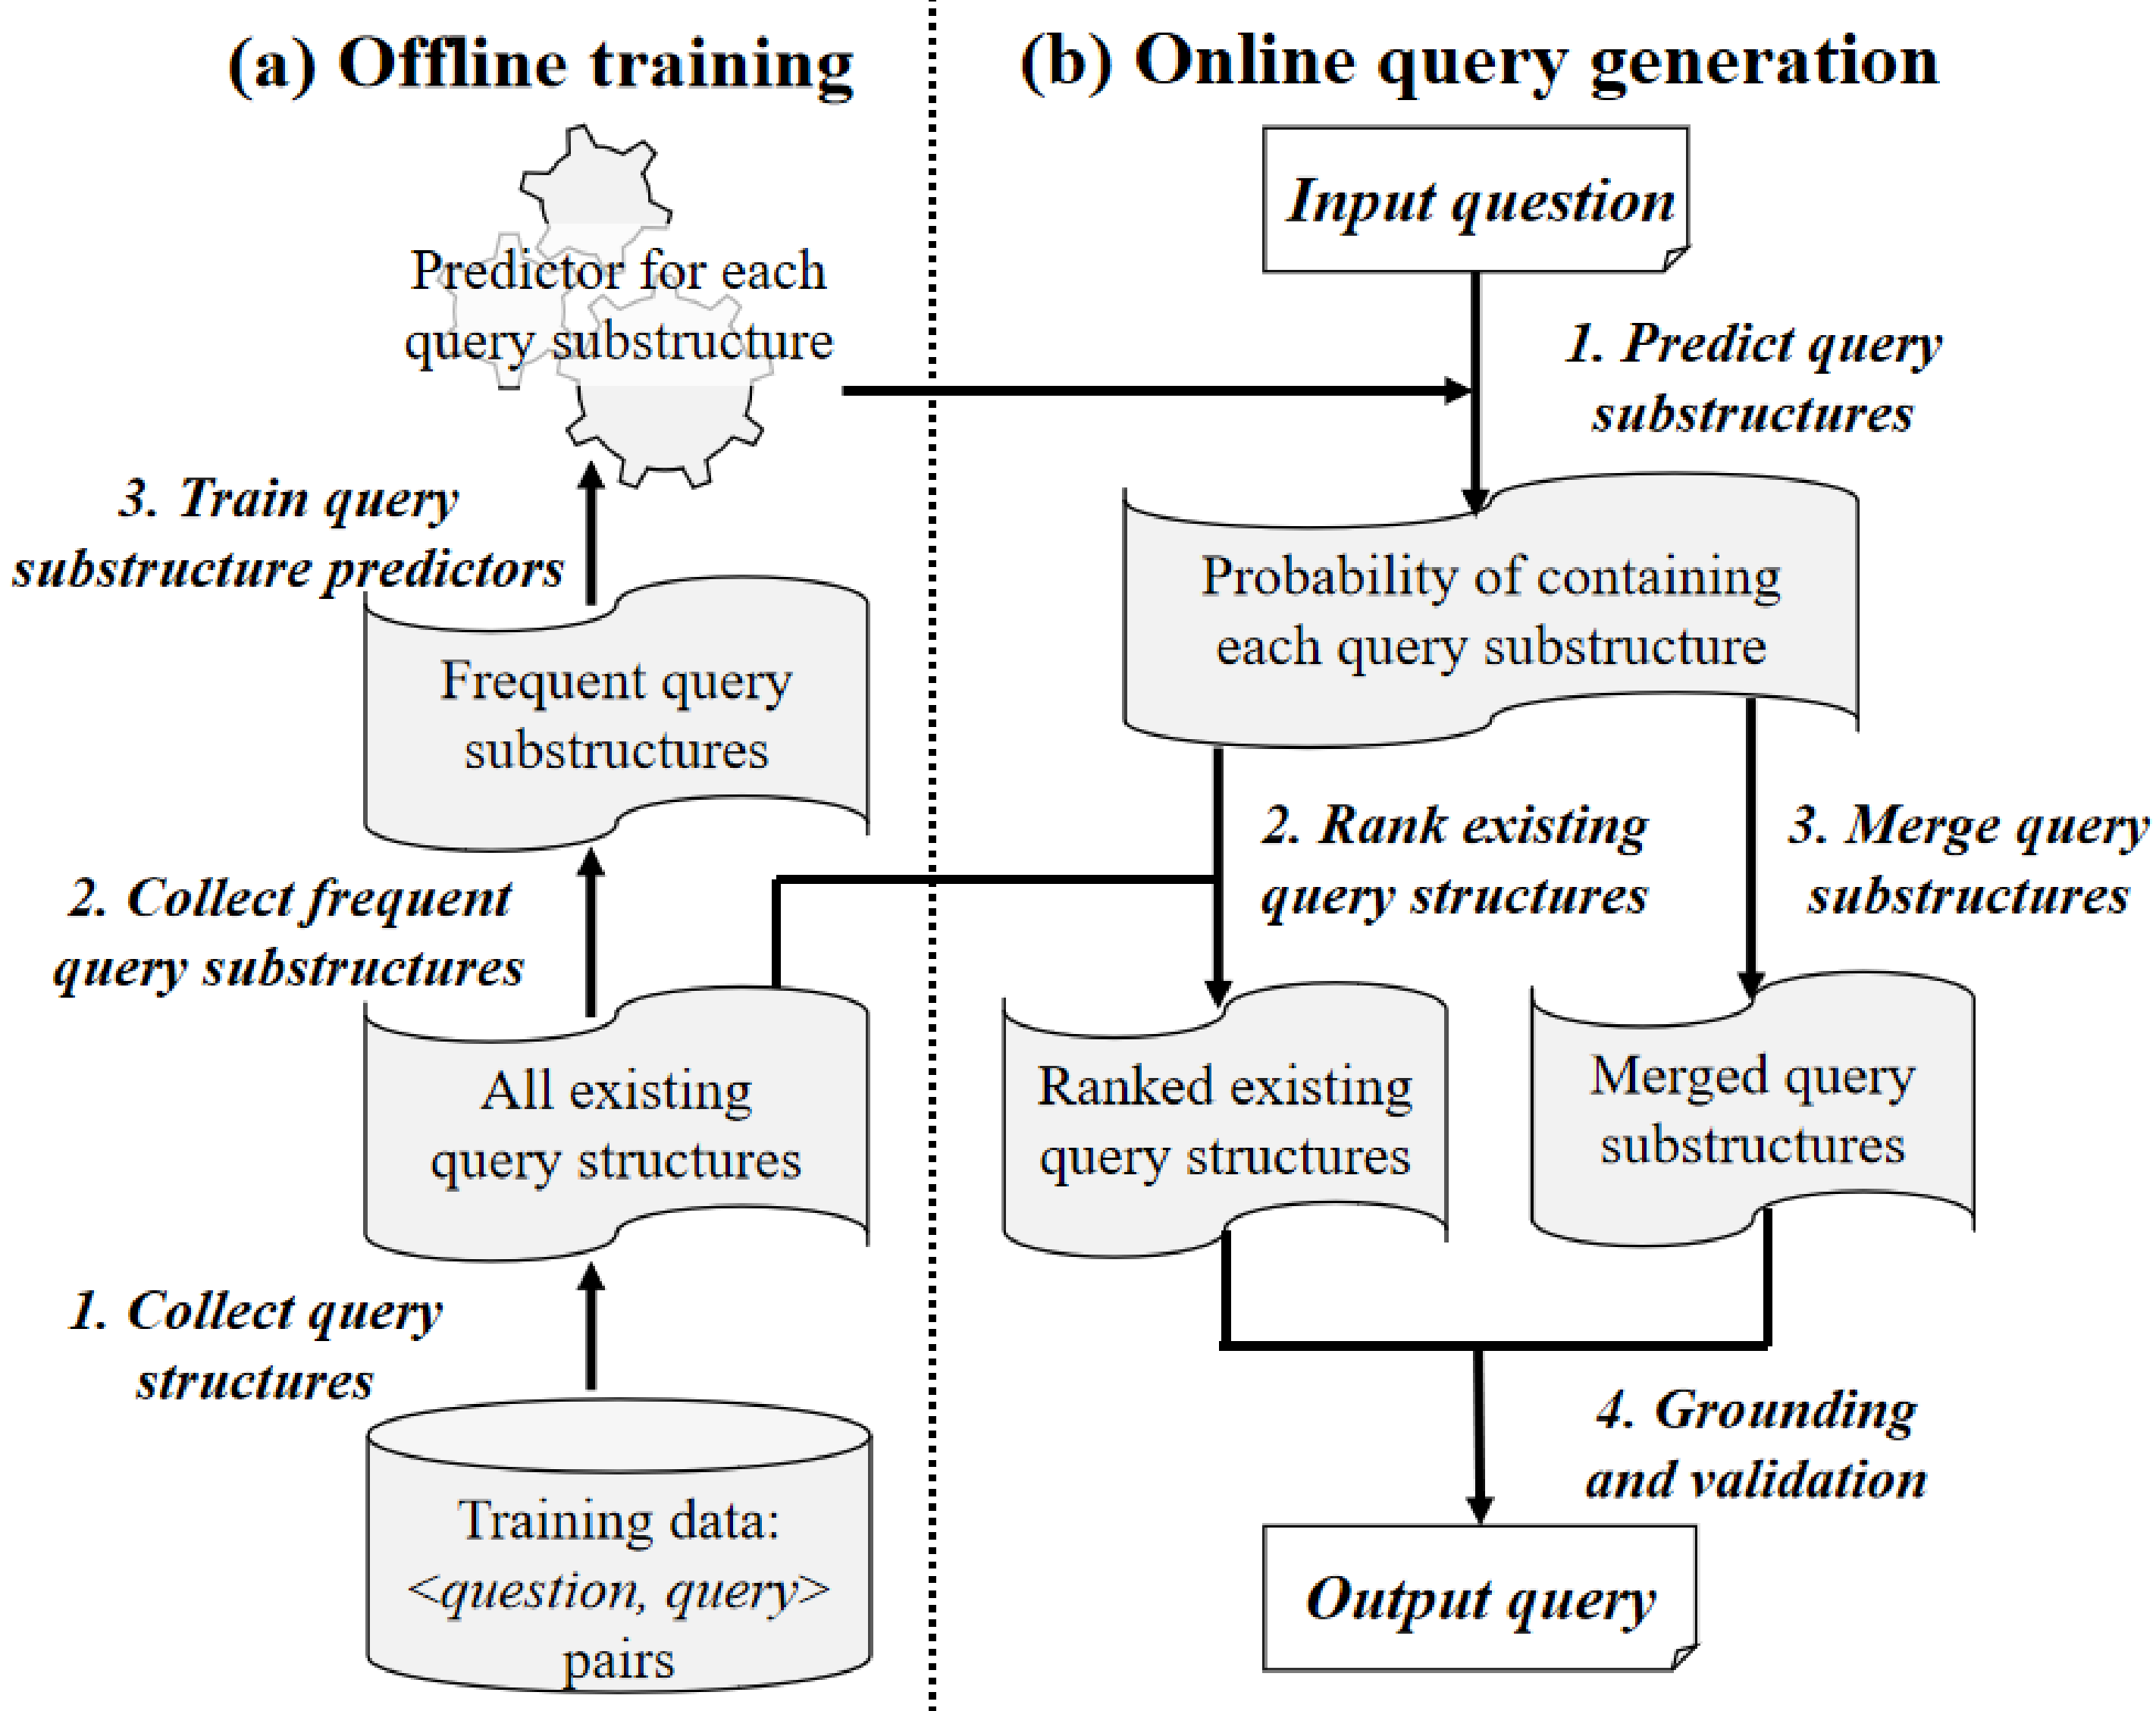 (a) Offline training
Predictor for each
query substructure
3. Train query
substructure predictors
Frequent query
substructures
2. Collect frequent
query substructures
All existing
query structures
1. Collect query
structures
Training data:
<question, query>
pairs
(b) Online query generation
Input question
1. Predict query
substructures
Probability of containing
each query substructure
2. Rank existing
query structures
3. Merge query
substructures
Ranked existing
query structures
Merged query
substructures
4. Grounding
and validation
Output query